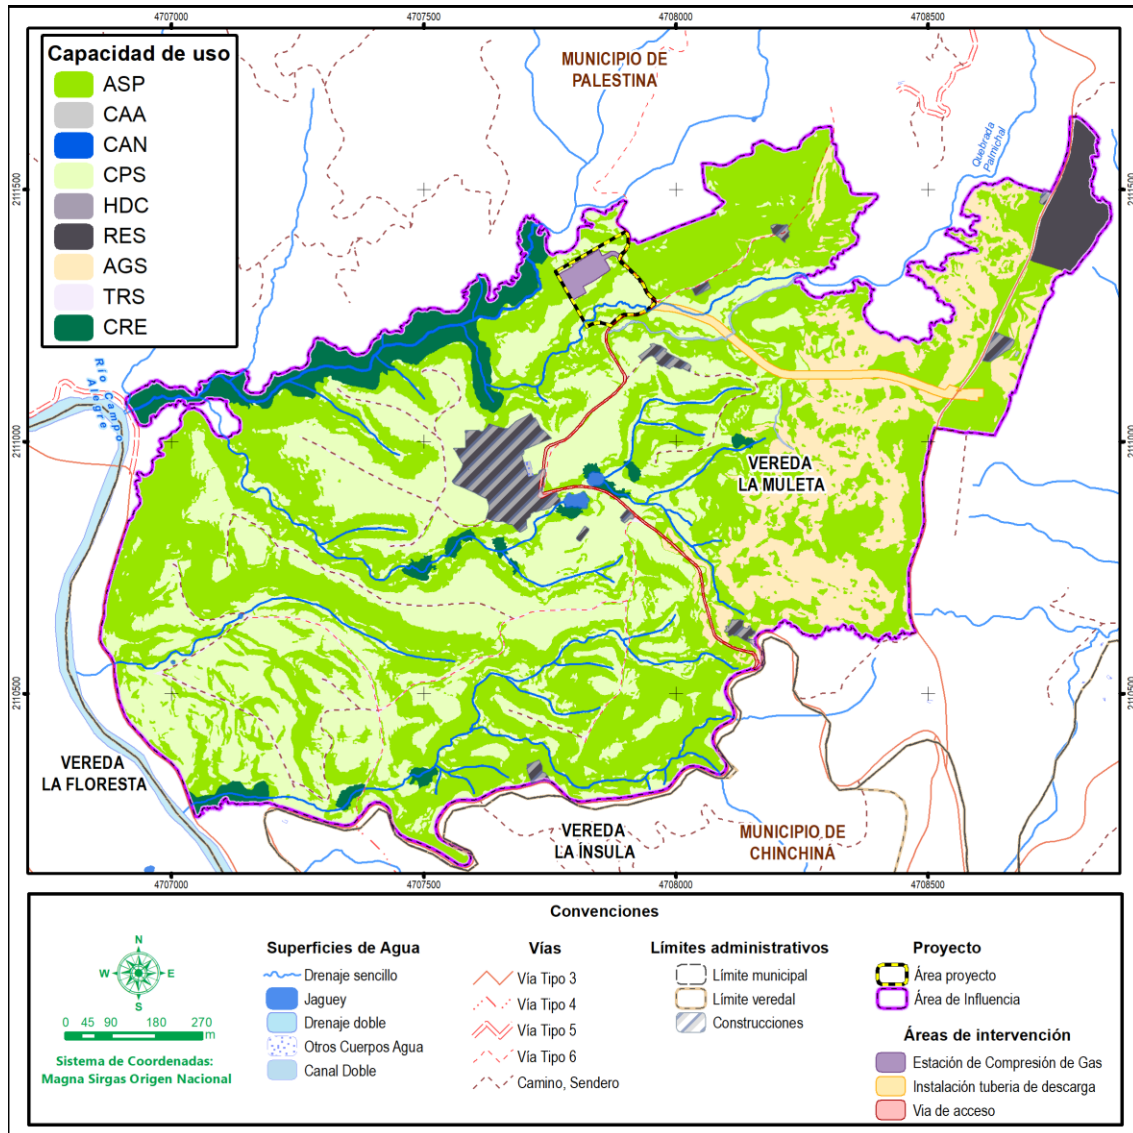 4707000
4707500
4708000
4708500
Capacidad de uso
ASP
CAA
CAN
CPS
HDC
RES
AGS
TRS
CRE
MUNICIPIO DE
PALESTINA
Quebrada
Palmichal
2111500
2111500
Río Campo
Alegre
2111000
2111000
VEREDA
LA MULETA
2110500
2110500
VEREDA
LA FLORESTA
VEREDA
LA ÍNSULA
MUNICIPIO DE
CHINCHINÁ
4707000
4707500
4708000
4708500
Convenciones
N
W
E
S
0 45 90 180 270
m
Sistema de Coordenadas:
Magna Sirgas Origen Nacional
Superficies de Agua
Drenaje sencillo
Jaguey
Drenaje doble
Otros Cuerpos Agua
Canal Doble
Vías
Vía Tipo 3
Vía Tipo 4
Vía Tipo 5
Vía Tipo 6
Camino, Sendero
Límites administrativos
Límite municipal
Límite veredal
Construcciones
Proyecto
Área proyecto
Área de Influencia
Áreas de intervención
Estación de Compresión de Gas
Instalación tuberia de descarga
Via de acceso